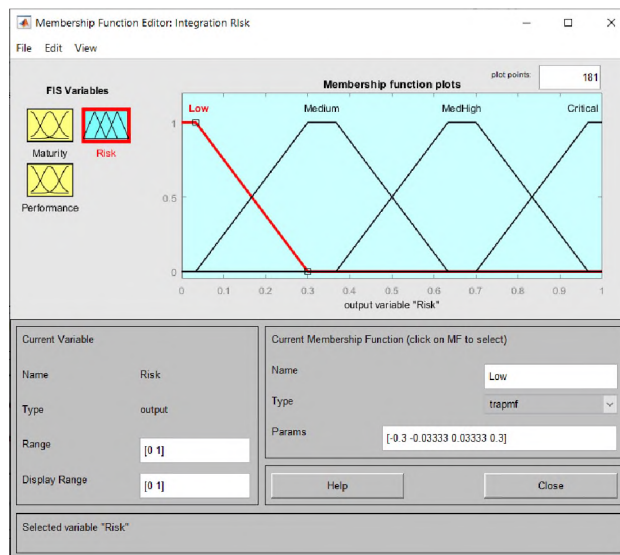 Membership Function Editor: Integration RIsk
File Edit View
FIS Variables
Maturity
Risk
Performance
Membership function plots
plot points:
181
Low
Medium
MedHigh
Critical
1
0.5
0
0 0.1 0.2 0.3 0.4 0.5 0.6 0.7 0.8 0.9 1
output variable "Risk"
Current Variable
Name Risk
Type output
Range [0 1]
Display Range [0 1]
Current Membership Function (click on MF to select)
Name Low
Type trapmf
Params [-0.3 -0.03333 0.03333 0.3]
Help
Close
Selected variable "Risk"